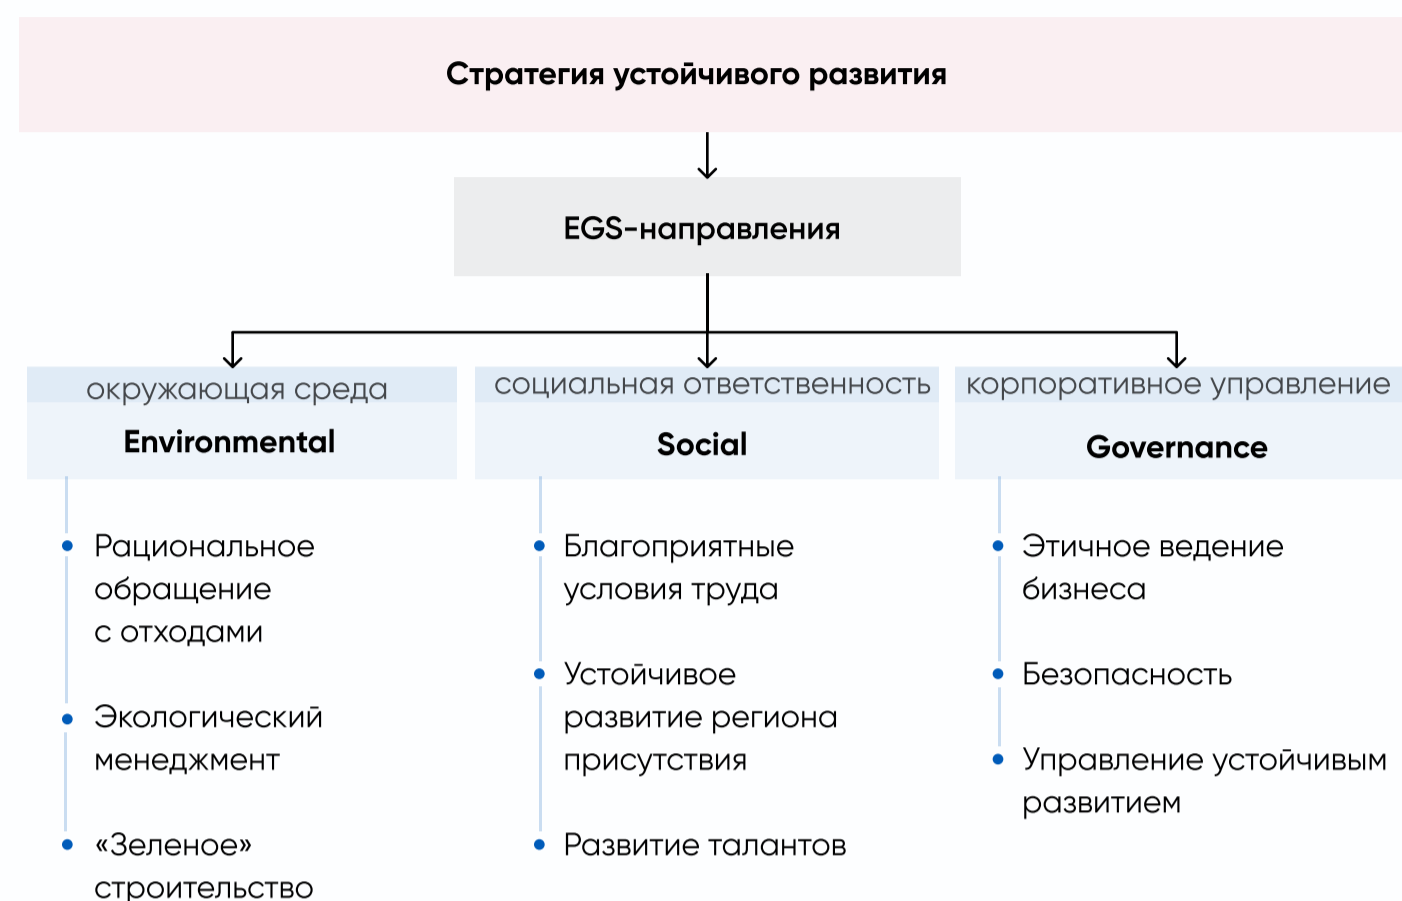 Стратегия устойчивого развития
EGS-направления
окружающая среда
Environmental
Рациональное
обращение
с отходами
Экологический
менеджмент
«Зеленое»
строительство
социальная ответственность
Social
Благоприятные
условия труда
Устойчивое
развитие региона
присутствия
Развитие талантов
корпоративное управление
Governance
Этичное ведение
бизнеса
Безопасность
Управление устойчивым
развитием